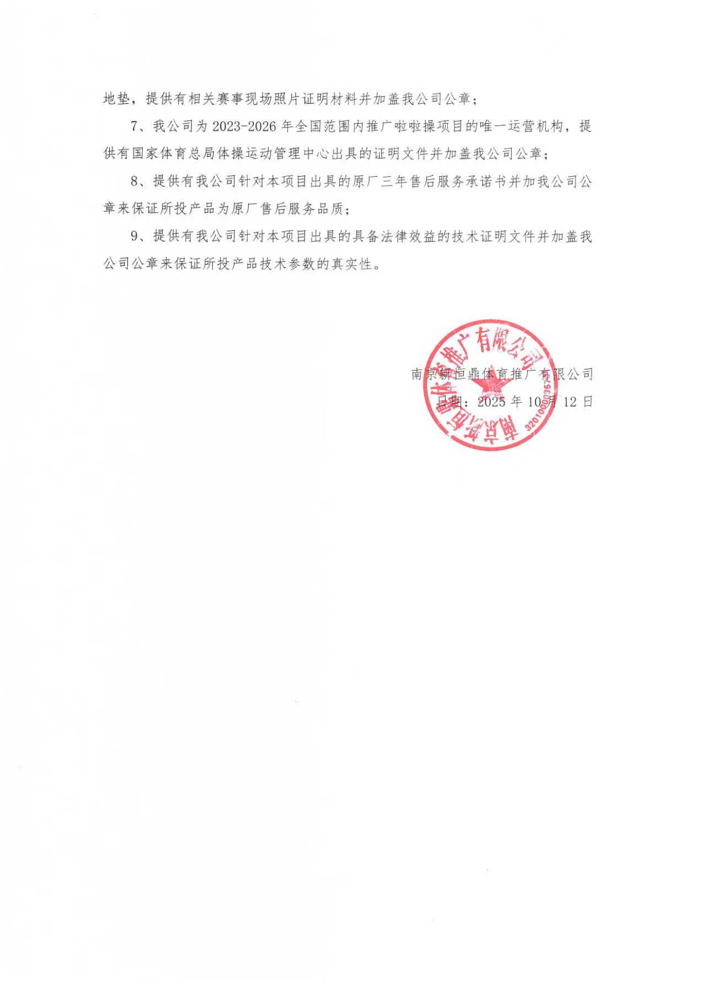 地垫，提供有相关赛事现场照片证明材料并加盖我公司公章；
7、我公司为 2023-2026 年全国范围内推广啦啦操项目的唯一运营机构，提
供有国家体育总局体操运动管理中心出具的证明文件并加盖我公司公章；
8、提供有我公司针对本项目出具的原厂三年售后服务承诺书并加我公司公
章来保证所投产品为原厂售后服务品质；
9、提供有我公司针对本项目出具的具备法律效益的技术证明文件并加盖我
公司公章来保证所投产品技术参数的真实性。
南京新恒鼎体育推广有限公司
南京新恒鼎体育推广有限公司
日期：2025 年 10 月 12 日